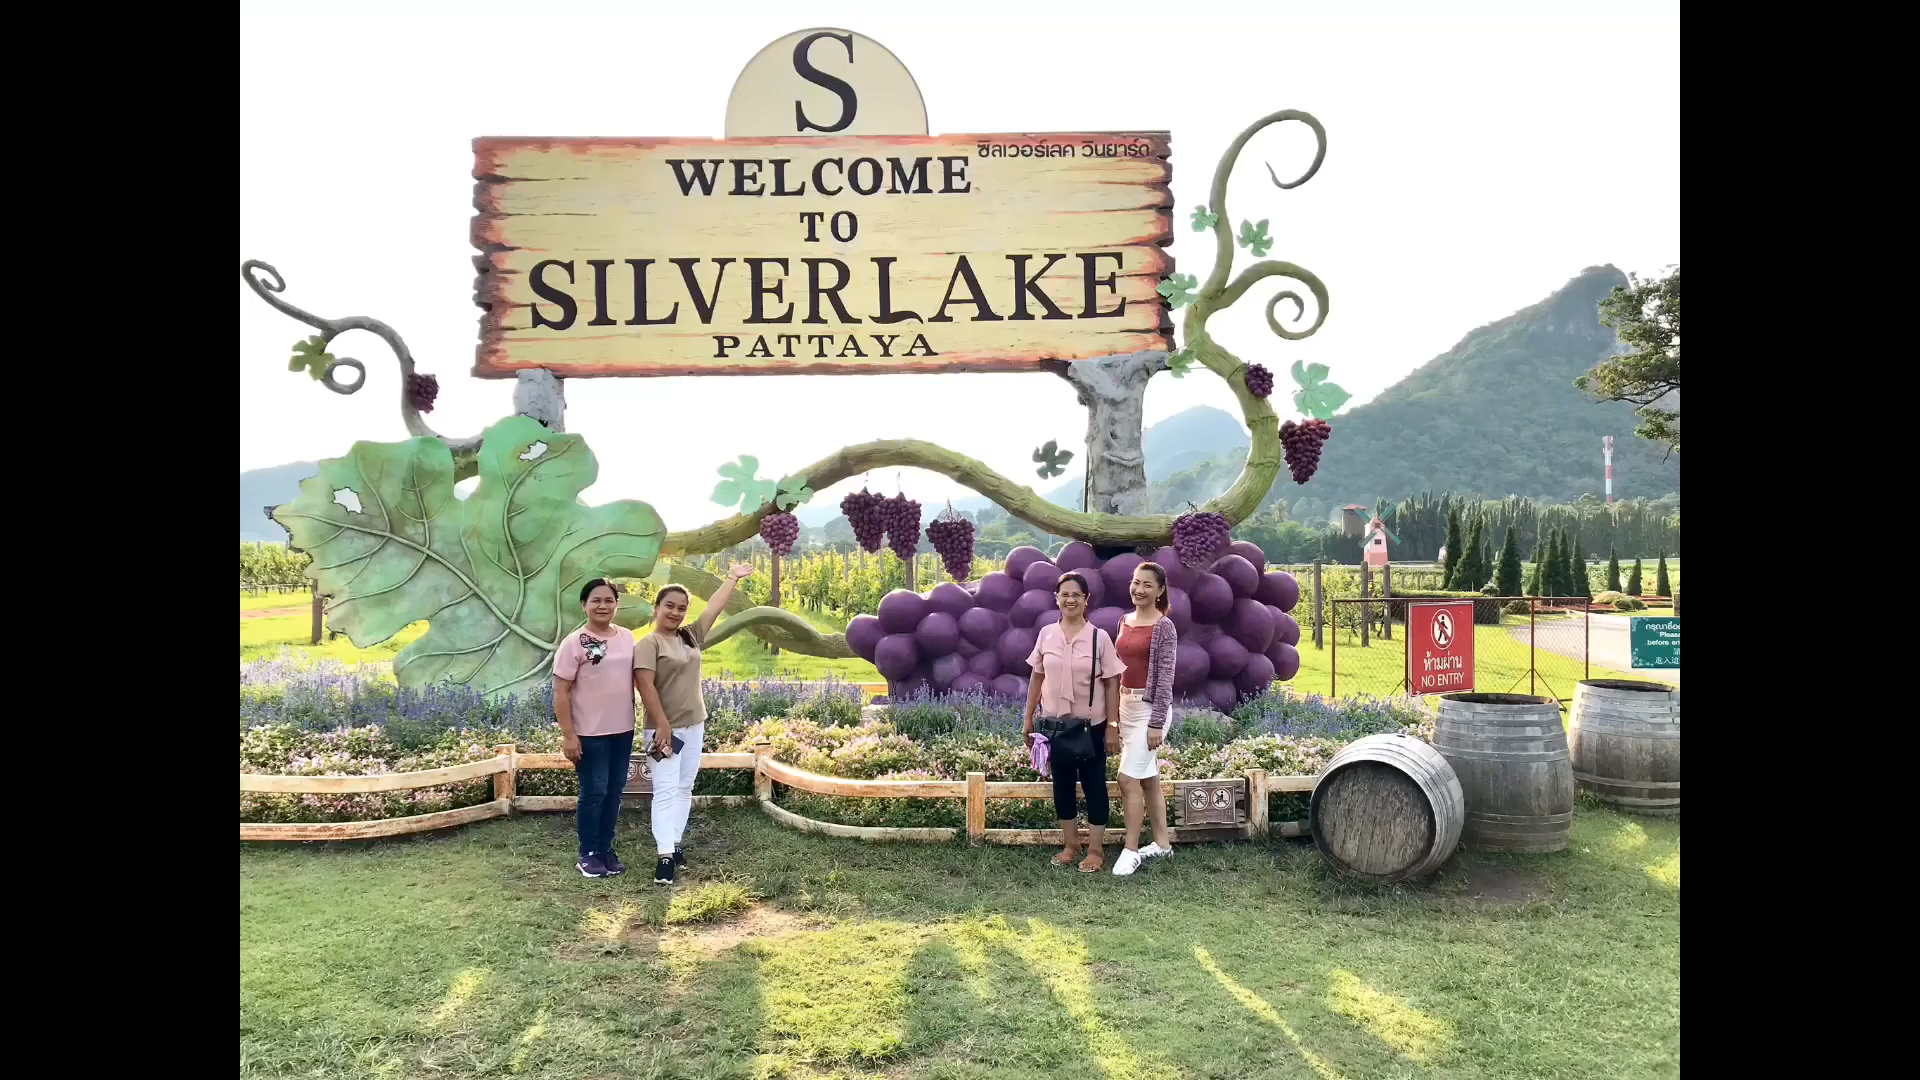 S
ซิลเวอร์เลค วินยาร์ด
WELCOME
TO
SILVERLAKE
PATTAYA
ห้ามผ่าน
NO ENTRY